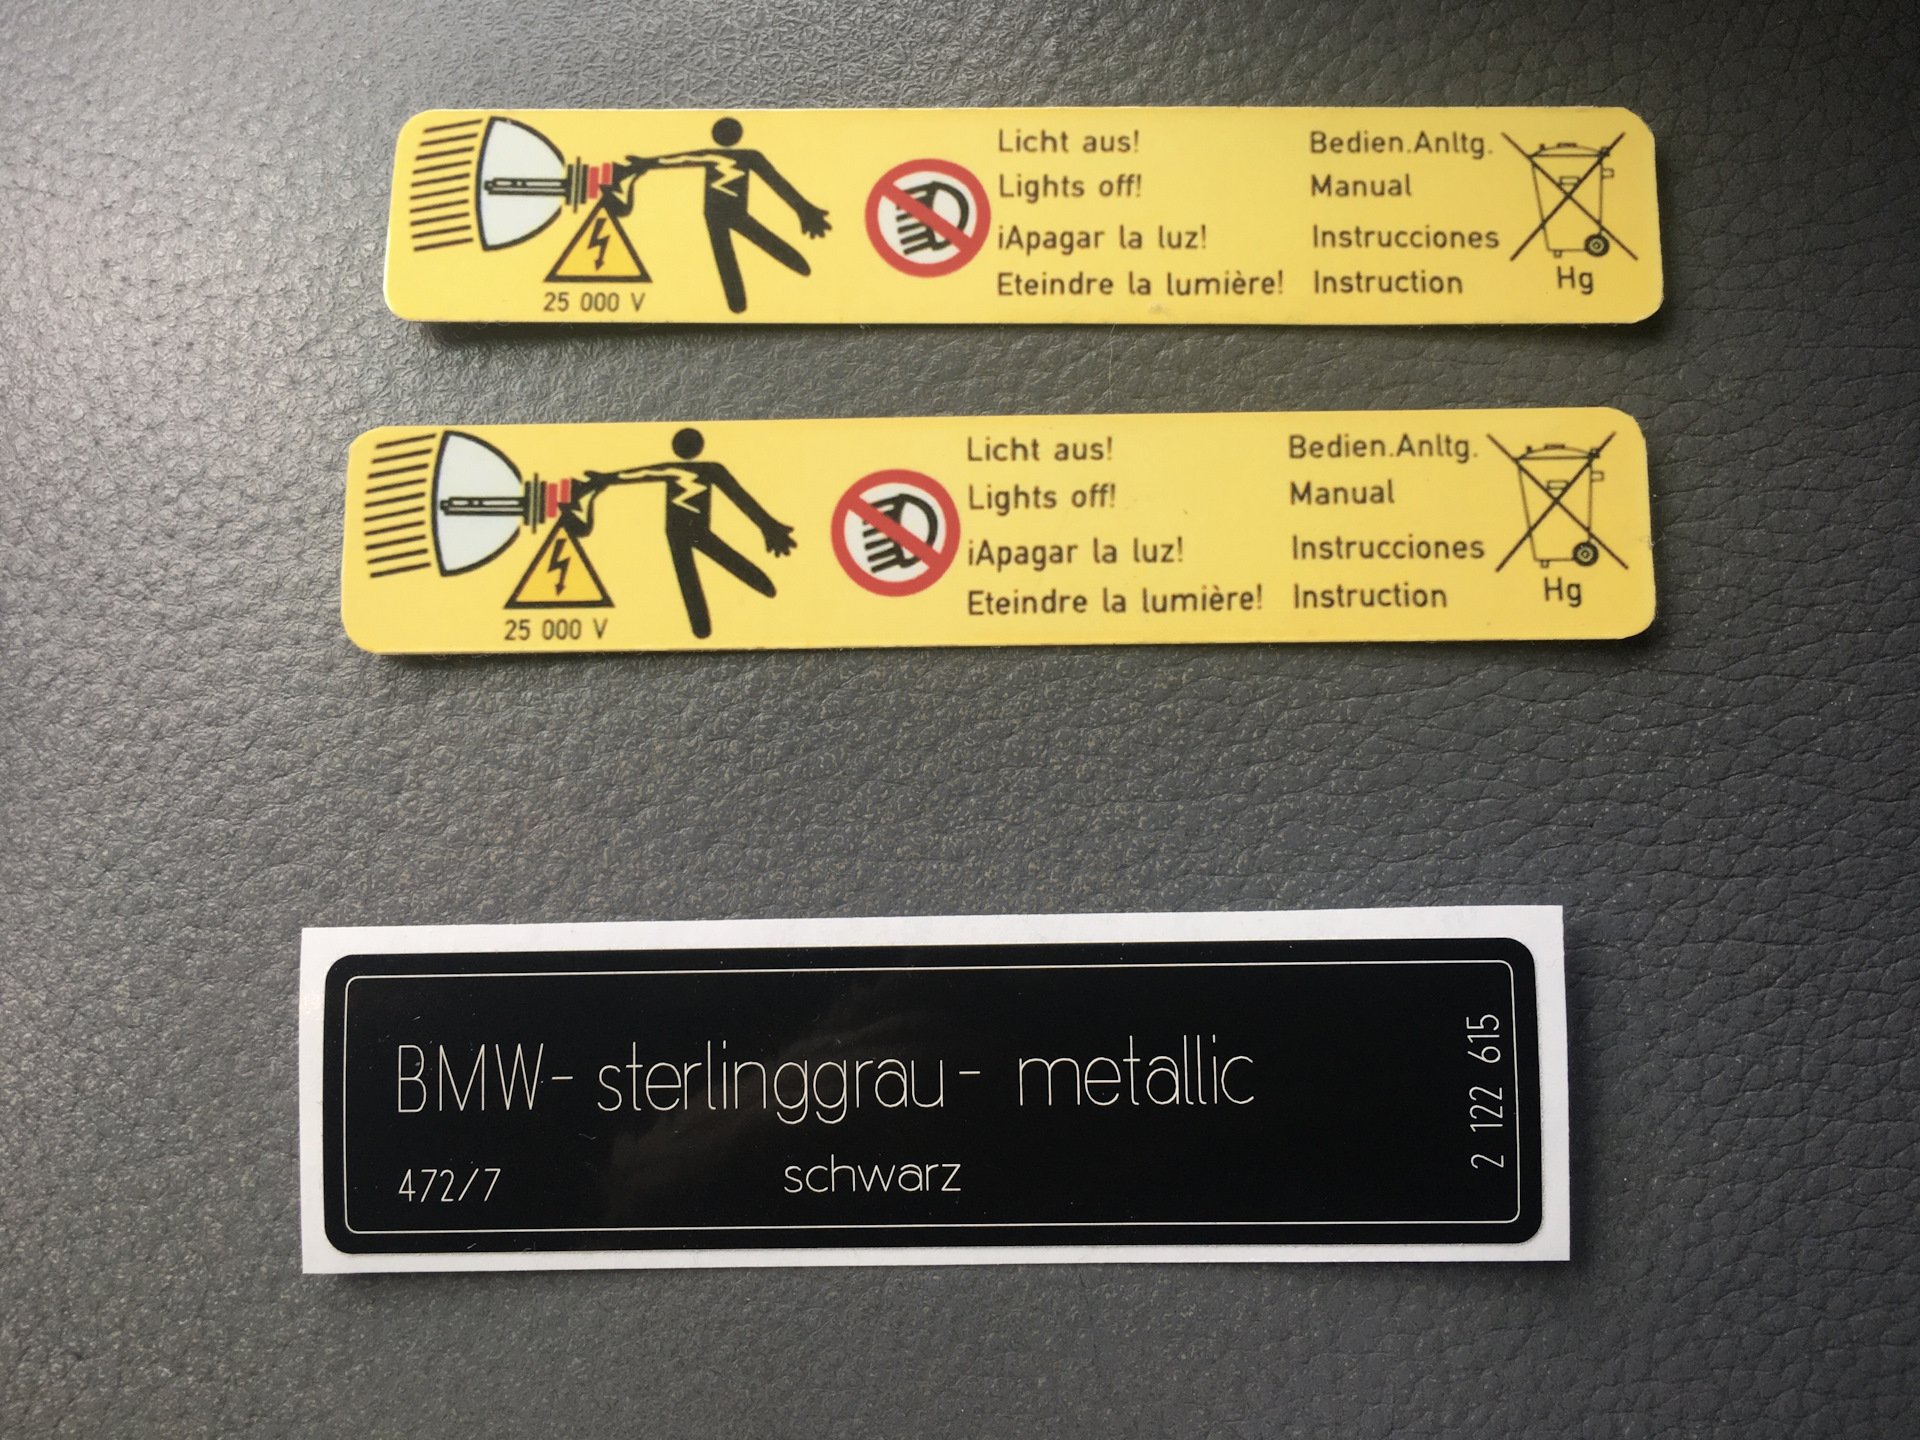 25 000 V
Licht aus!
Lights off!
¡Apagar la luz!
Eteindre la lumière!
Bedien.Anltg.
Manual
Instrucciones
Instruction
Hg
25 000 V
Licht aus!
Lights off!
¡Apagar la luz!
Eteindre la lumière!
Bedien.Anltg.
Manual
Instrucciones
Instruction
Hg
BMW- sterlinggrau- metallic
472/7 schwarz
2 122 615